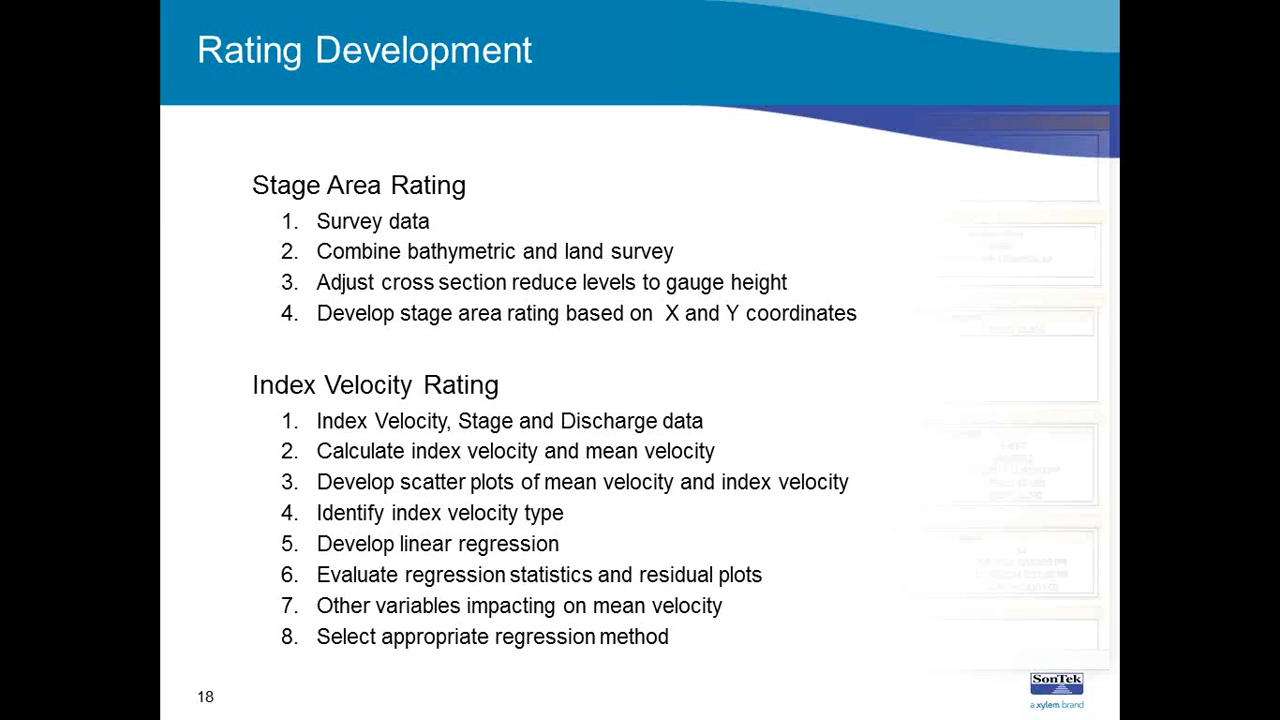 Rating Development
Stage Area Rating
1. Survey data
2. Combine bathymetric and land survey
3. Adjust cross section reduce levels to gauge height
4. Develop stage area rating based on X and Y coordinates
Index Velocity Rating
1. Index Velocity, Stage and Discharge data
2. Calculate index velocity and mean velocity
3. Develop scatter plots of mean velocity and index velocity
4. Identify index velocity type
5. Develop linear regression
6. Evaluate regression statistics and residual plots
7. Other variables impacting on mean velocity
8. Select appropriate regression method
18
SonTek
a xylem brand